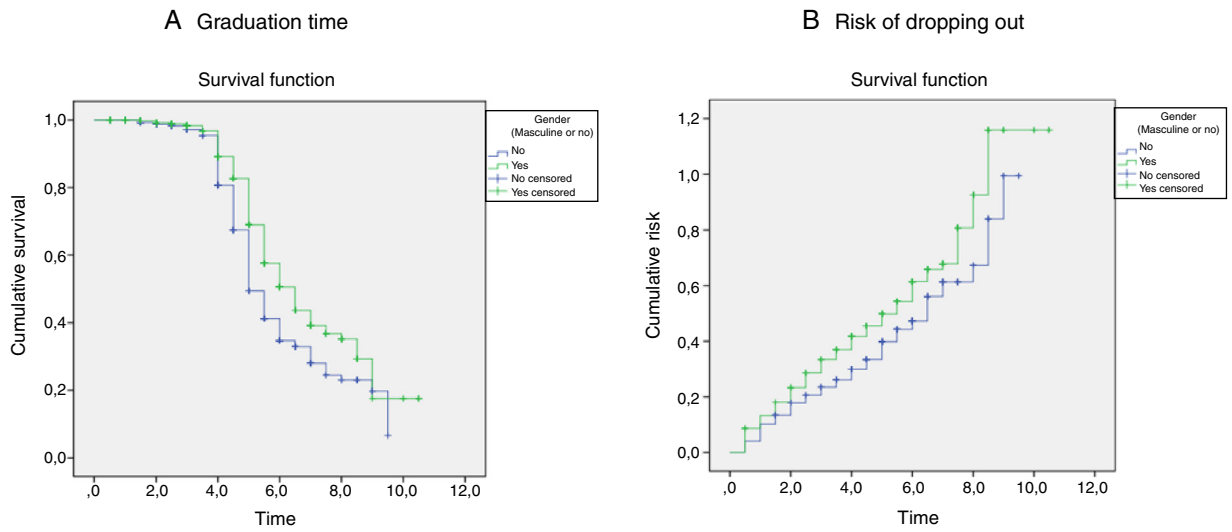 A Graduation time
Survival function
Cumulative survival
1,0
0,8
0,6
0,4
0,2
0,0
,0 2,0 4,0 6,0 8,0 10,0 12,0
Time
Gender
(Masculine or no)
No
Yes
No censored
Yes censored
B Risk of dropping out
Survival function
Cumulative risk
1,2
1,0
0,8
0,6
0,4
0,2
0,0
,0 2,0 4,0 6,0 8,0 10,0 12,0
Time
Gender
(Masculine or no)
No
Yes
No censored
Yes censored